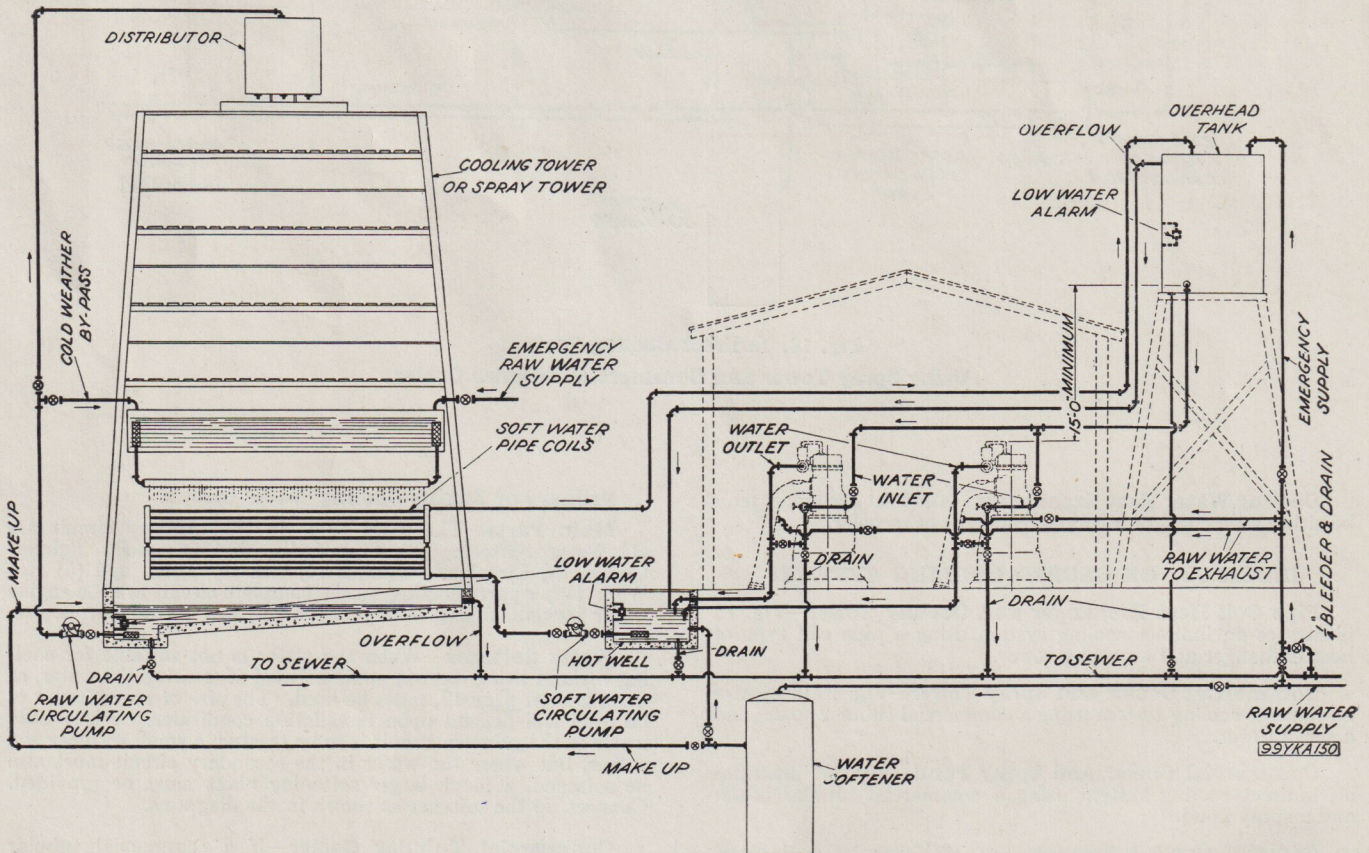 DISTRIBUTOR
COOLING TOWER
OR SPRAY TOWER
COLD WEATHER
BY-PASS
EMERGENCY
RAW WATER
SUPPLY
SOFT WATER
PIPE COILS
MAKE UP
LOW WATER
ALARM
OVERFLOW
DRAIN
TO SEWER
RAW WATER
CIRCULATING
PUMP
HOT WELL
DRAIN
SOFT WATER
CIRCULATING
PUMP
MAKE UP
WATER
SOFTENER
WATER
OUTLET
WATER
INLET
DRAIN
DRAIN
OVERFLOW
OVERHEAD
TANK
LOW WATER
ALARM
15'-0" MINIMUM
EMERGENCY
SUPPLY
RAW WATER
TO EXHAUST
1/4" BLEEDER & DRAIN
TO SEWER
RAW WATER
SUPPLY
99YKA150